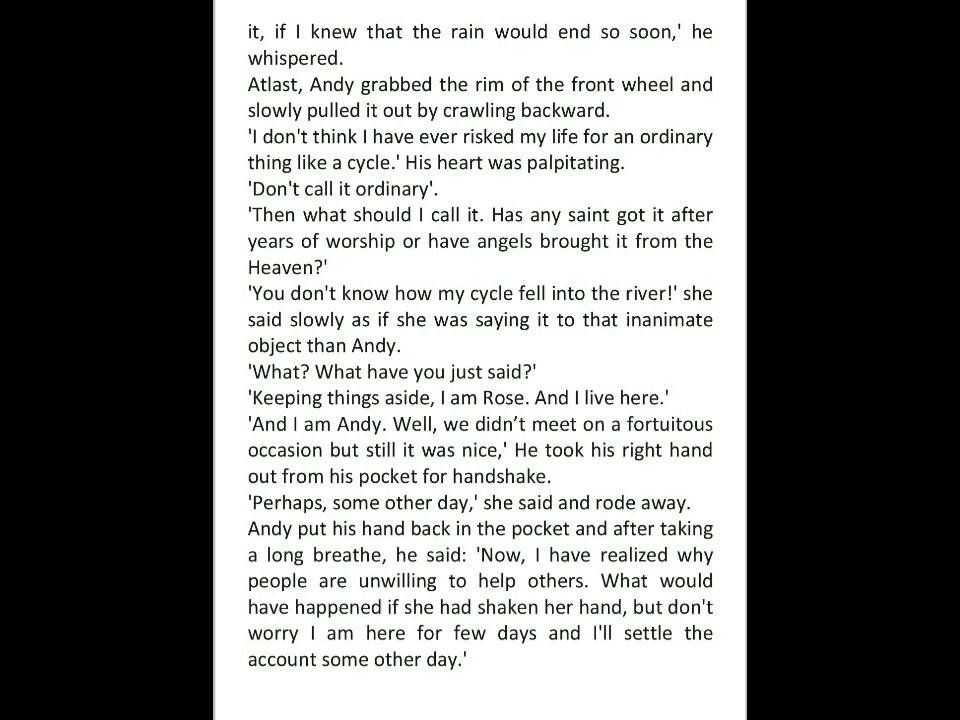 it, if I knew that the rain would end so soon,' he
whispered.
Atlast, Andy grabbed the rim of the front wheel and
slowly pulled it out by crawling backward.
'I don't think I have ever risked my life for an ordinary
thing like a cycle.' His heart was palpitating.
'Don't call it ordinary'.
'Then what should I call it. Has any saint got it after
years of worship or have angels brought it from the
Heaven?'
'You don't know how my cycle fell into the river!' she
said slowly as if she was saying it to that inanimate
object than Andy.
'What? What have you just said?'
'Keeping things aside, I am Rose. And I live here.'
'And I am Andy. Well, we didn’t meet on a fortuitous
occasion but still it was nice,' He took his right hand
out from his pocket for handshake.
'Perhaps, some other day,' she said and rode away.
Andy put his hand back in the pocket and after taking
a long breathe, he said: 'Now, I have realized why
people are unwilling to help others. What would
have happened if she had shaken her hand, but don't
worry I am here for few days and I'll settle the
account some other day.'